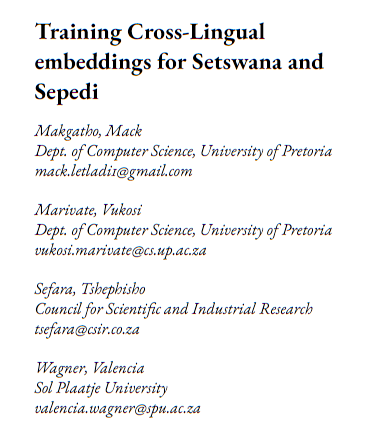 Training Cross-Lingual
embeddings for Setswana and
Sepedi
Makgatho, Mack
Dept. of Computer Science, University of Pretoria
mack.letladi1@gmail.com
Marivate, Vukosi
Dept. of Computer Science, University of Pretoria
vukosi.marivate@cs.up.ac.za
Sefara, Tshephisho
Council for Scientific and Industrial Research
tsefara@csir.co.za
Wagner, Valencia
Sol Plaatje University
valencia.wagner@spu.ac.za